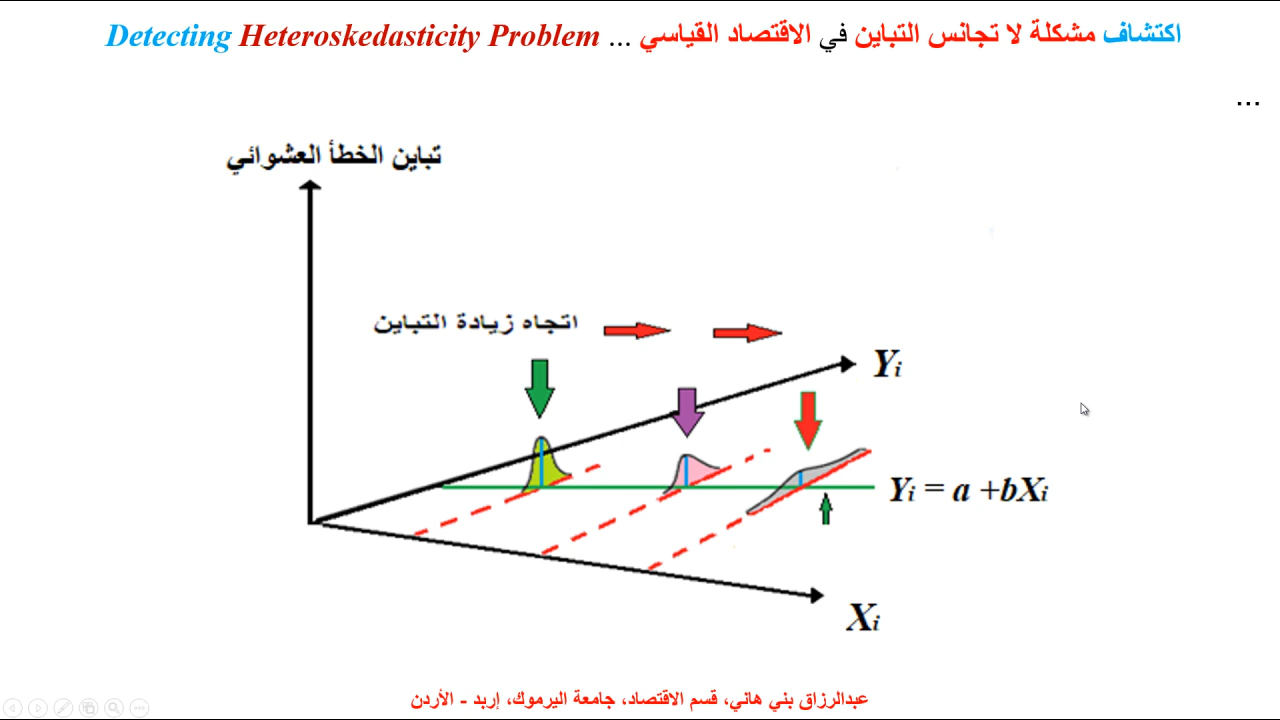 اكتشاف مشكلة لا تجانس التباين في الاقتصاد القياسي ... Detecting Heteroskedasticity Problem
...
تباين الخطأ العشوائي
اتجاه زيادة التباين
Yi
Yi = a +bXi
Xi
عبدالرزاق بني هاني، قسم الاقتصاد، جامعة اليرموك، إربد - الأردن